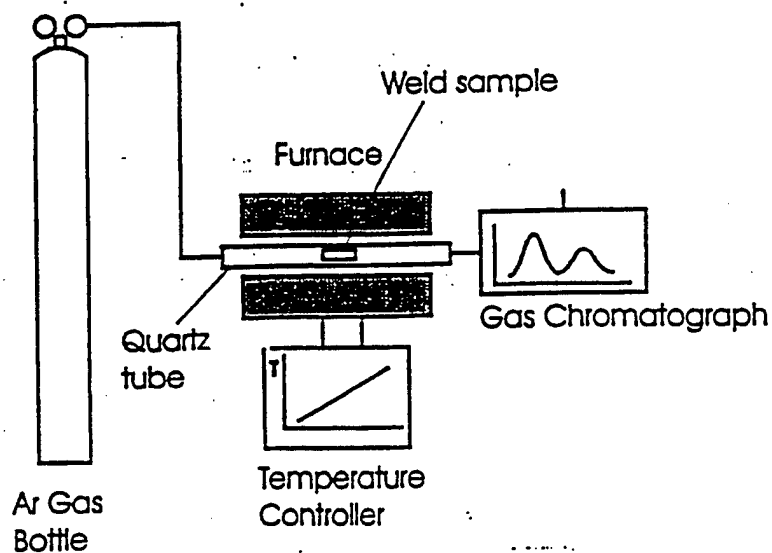 Weld sample
Furnace
Gas Chromatograph
Quartz
tube
T
Temperature
Controller
Ar Gas
Bottle